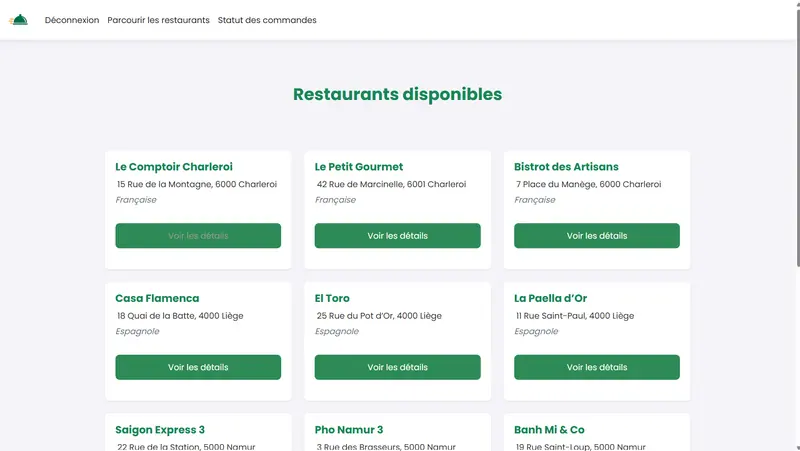 Déconnexion Parcourir les restaurants Statut des commandes
Restaurants disponibles
Le Comptoir Charleroi
15 Rue de la Montagne, 6000 Charleroi
Française
Voir les détails
Le Petit Gourmet
42 Rue de Marcinelle, 6001 Charleroi
Française
Voir les détails
Bistrot des Artisans
7 Place du Manège, 6000 Charleroi
Française
Voir les détails
Casa Flamenca
18 Quai de la Batte, 4000 Liège
Espagnole
Voir les détails
El Toro
25 Rue du Pot d’Or, 4000 Liège
Espagnole
Voir les détails
La Paella d’Or
11 Rue Saint-Paul, 4000 Liège
Espagnole
Voir les détails
Saigon Express 3
22 Rue de la Station, 5000 Namur
Pho Namur 3
3 Rue des Brasseurs, 5000 Namur
Banh Mi & Co
19 Rue Saint-Loup, 5000 Namur